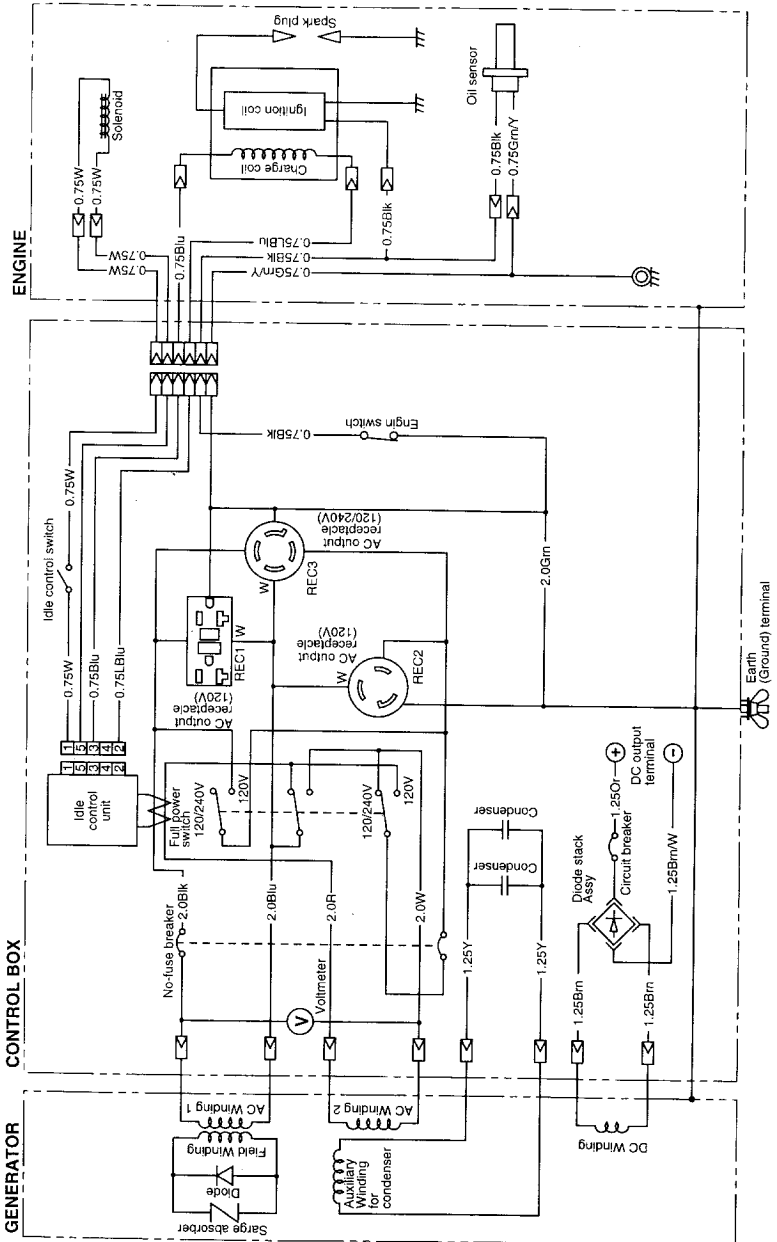 ENGINE
Spark plug
Solenoid
0.75W
0.75W
0.75W
0.75W
Ignition coil
Charge coil
Oil sensor
0.75Blu
0.75LBlu
0.75Blk
0.75Grn/Y
0.75Blk
0.75Blk
0.75Grn/Y
CONTROL BOX
Idle control switch
0.75W
0.75W
0.75Blu
0.75LBlu
1
5
3
4
2
1
5
3
4
2
Idle
control
unit
0.75Blk
Engin switch
AC output
receptacle
(120/240V)
W
REC3
REC1
W
AC output
receptacle
(120V)
AC output
receptacle
(120V)
W
REC2
2.0Grn
Full power
switch
120/240V
120V
120/240V
120V
No-fuse breaker
2.0Blk
2.0Blu
2.0R
2.0W
V
Voltmeter
1.25Y
1.25Y
Condenser
Condenser
Diode stack
Assy
Circuit breaker
1.25Or
+
DC output
terminal
-
1.25Brn/W
1.25Brn
1.25Brn
Earth
(Ground) terminal
GENERATOR
AC Winding 1
Field Winding
Diode
Sarge absorber
AC Winding 2
Auxiliary
Winding
for
condenser
DC Winding